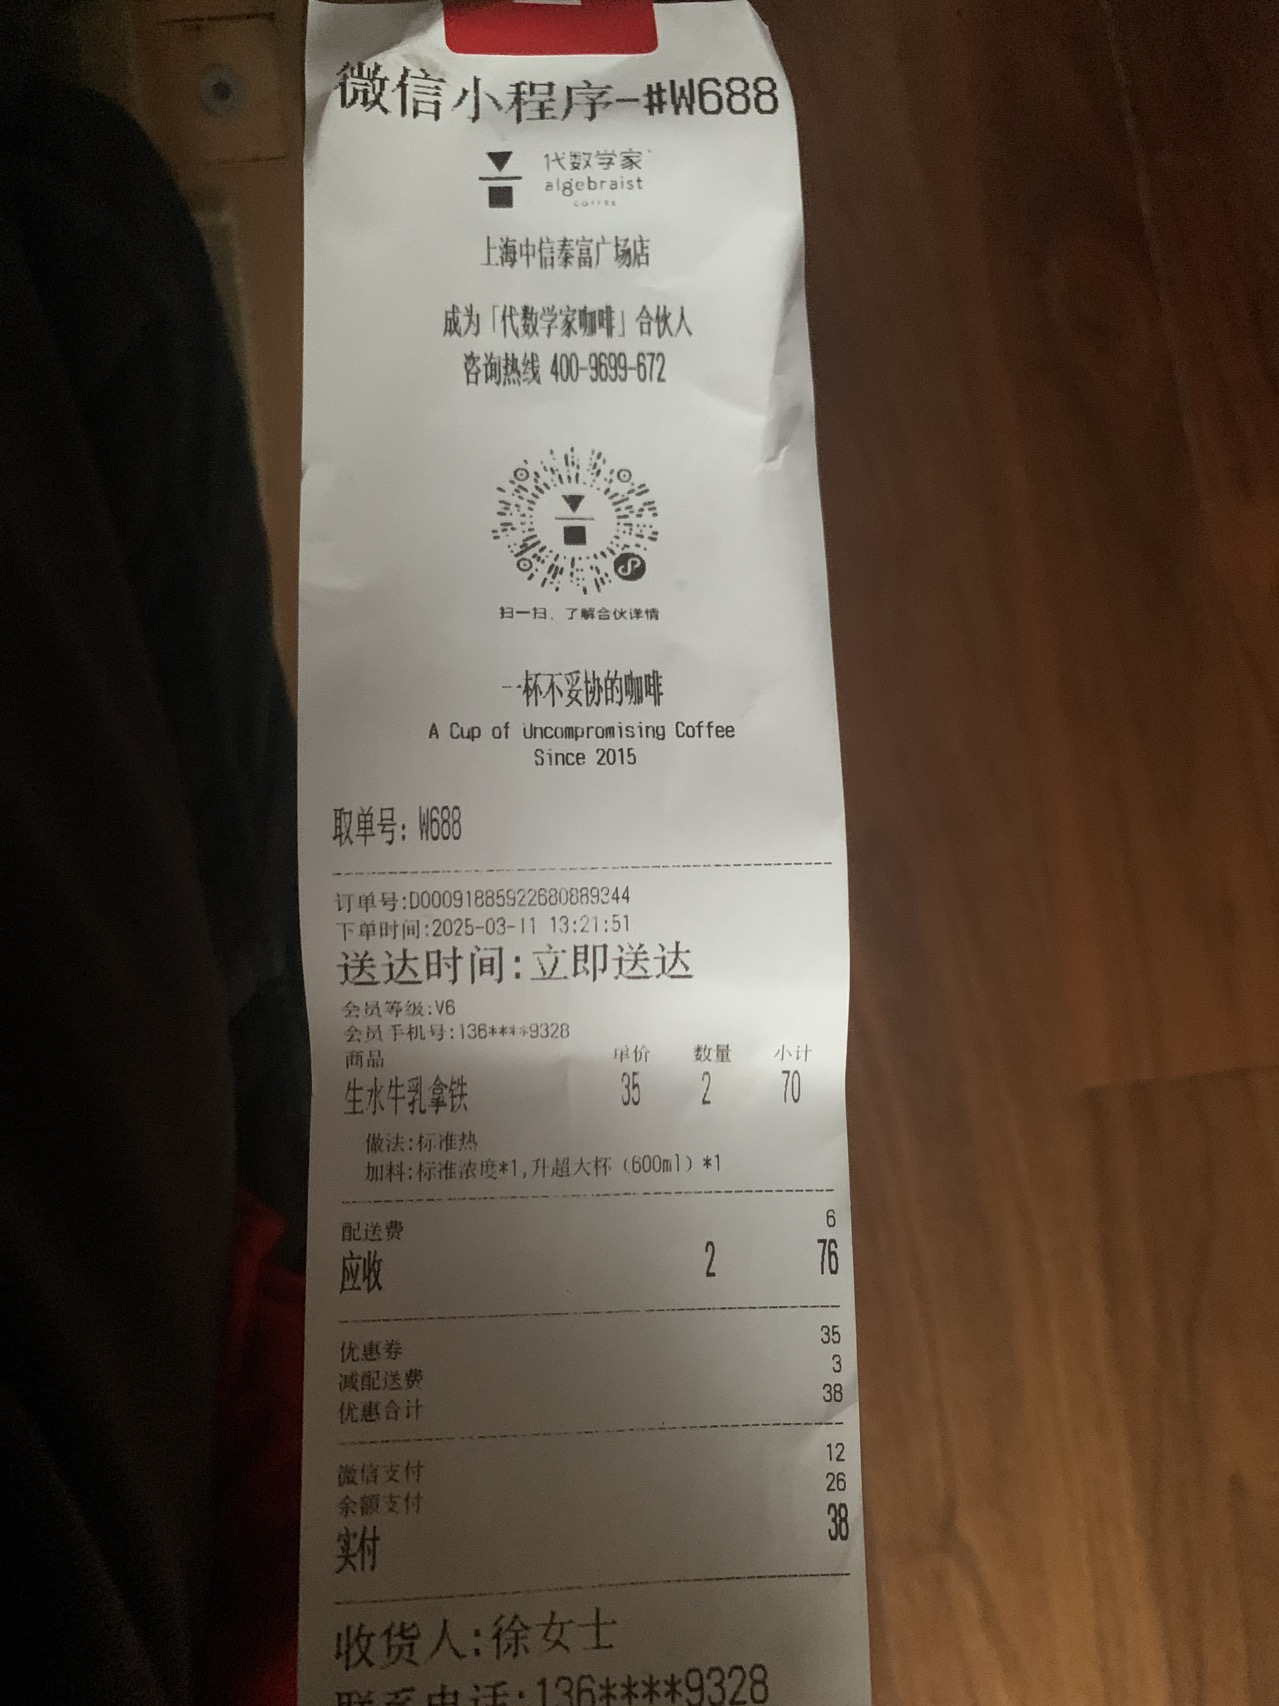 微信小程序-#W688
代数学家
algebraist
COFFEE
上海中信泰富广场店
成为「代数学家咖啡」合伙人
咨询热线 400-9699-672
扫一扫，了解合伙详情
一杯不妥协的咖啡
A Cup of Uncompromising Coffee
Since 2015
取单号: W688
订单号:D00091885922680889344
下单时间:2025-03-11 13:21:51
送达时间:立即送达
会员等级:V6
会员手机号:136****9328
商品 单价 数量 小计
生水牛乳拿铁 35 2 70
做法:标准热
加料:标准浓度*1,升超大杯（600ml）*1
配送费 6
应收 2 76
优惠券 35
减配送费 3
优惠合计 38
微信支付 12
余额支付 26
实付 38
收货人:徐女士
联系电话:136****9328